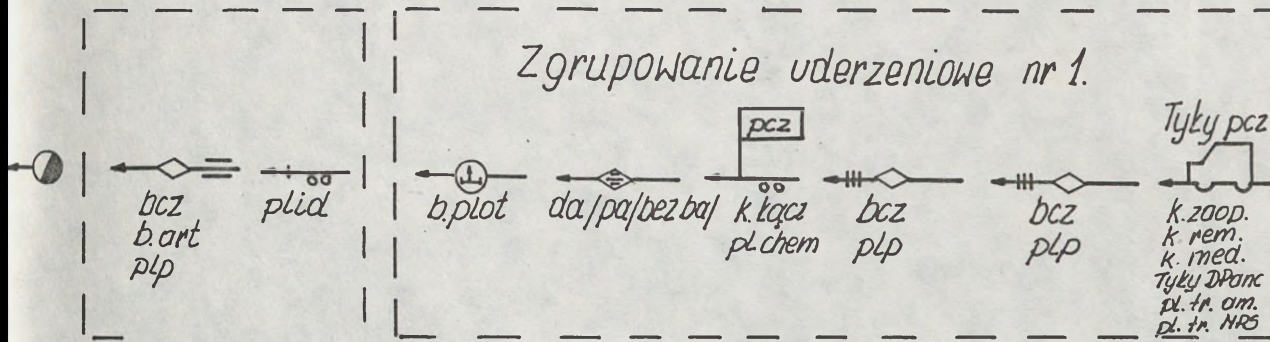 Zgrupowanie uderzeniowe nr 1.
bcz
b.art
plp
plid
b.plot
da/pa/bez ba/
pcz
k.łącz
pl.chem
bcz
plp
bcz
plp
Tyły pcz
k.zaop.
k rem.
k. med.
Tyły DPanc
pl. tr. am.
pl. tr. MPS